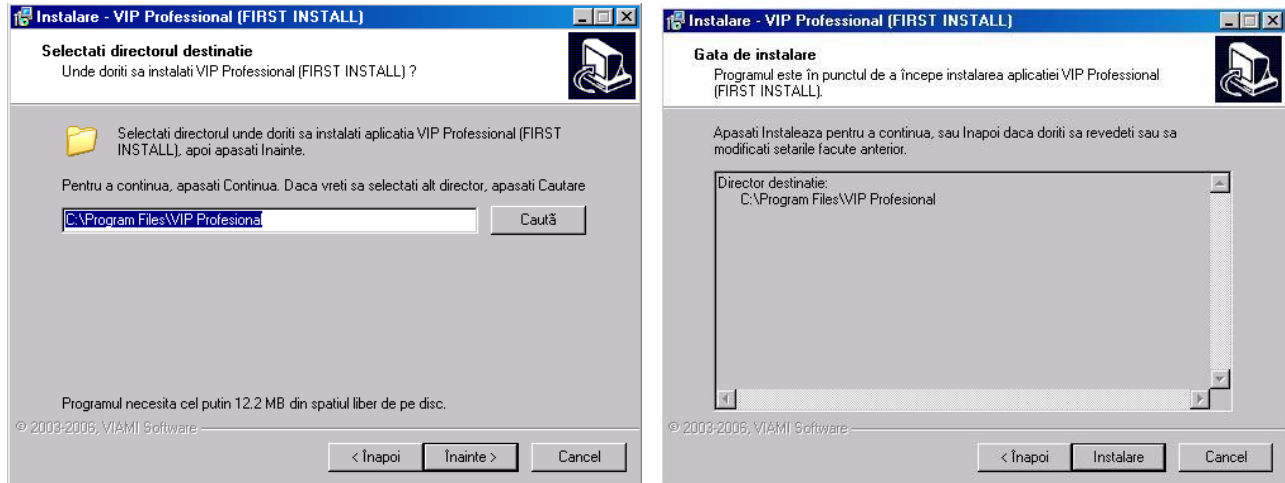 Instalare - VIP Professional (FIRST INSTALL)
Selectati directorul destinatie
Unde doriti sa instalati VIP Professional (FIRST INSTALL) ?
Selectati directorul unde doriti sa instalati aplicatia VIP Professional (FIRST
INSTALL), apoi apasati Inainte.
Pentru a continua, apasati Continua. Daca vreti sa selectati alt director, apasati Cautare
C:\Program Files\VIP Profesional
Caută
Programul necesita cel putin 12.2 MB din spatiul liber de pe disc.
© 2003-2006, VIAMI Software
< Înapoi
Înainte >
Cancel
Instalare - VIP Professional (FIRST INSTALL)
Gata de instalare
Programul este în punctul de a începe instalarea aplicatiei VIP Professional
(FIRST INSTALL).
Apasati Instaleaza pentru a continua, sau Inapoi daca doriti sa revedeti sau sa
modificati setarile facute anterior.
Director destinatie:
C:\Program Files\VIP Profesional
© 2003-2006, VIAMI Software
< Înapoi
Instalare
Cancel